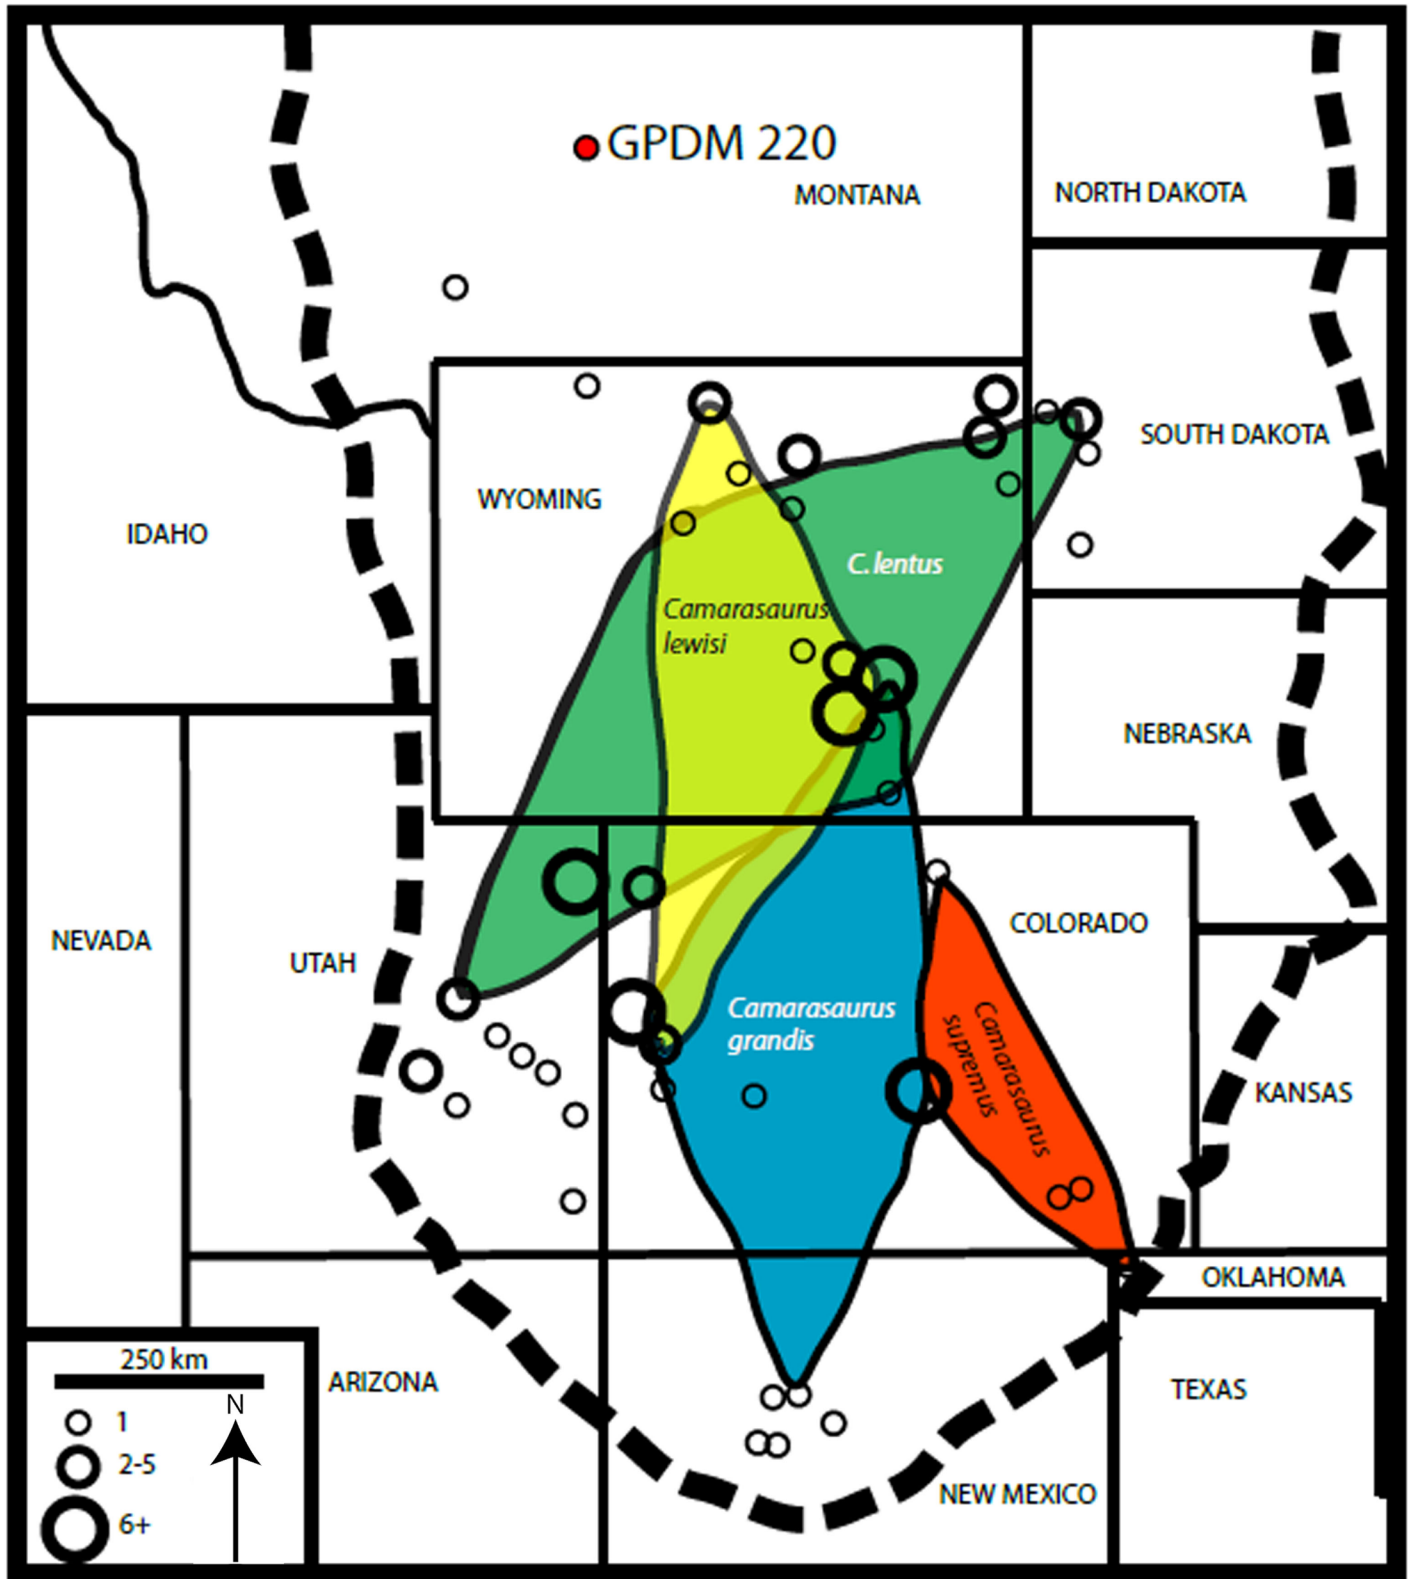 GPDM 220
MONTANA
NORTH DAKOTA
SOUTH DAKOTA
WYOMING
IDAHO
C. lentus
Camarasaurus
lewisi
NEBRASKA
COLORADO
NEVADA
UTAH
Camarasaurus
grandis
Camarasaurus
supremus
KANSAS
OKLAHOMA
250 km
ARIZONA
TEXAS
N
1
2-5
6+
NEW MEXICO